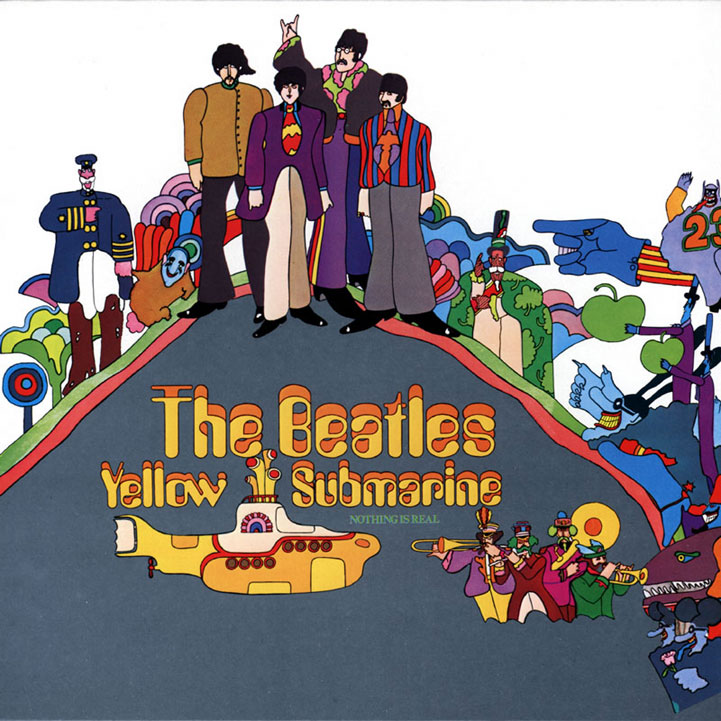 23
The Beatles
Yellow Submarine
NOTHING IS REAL